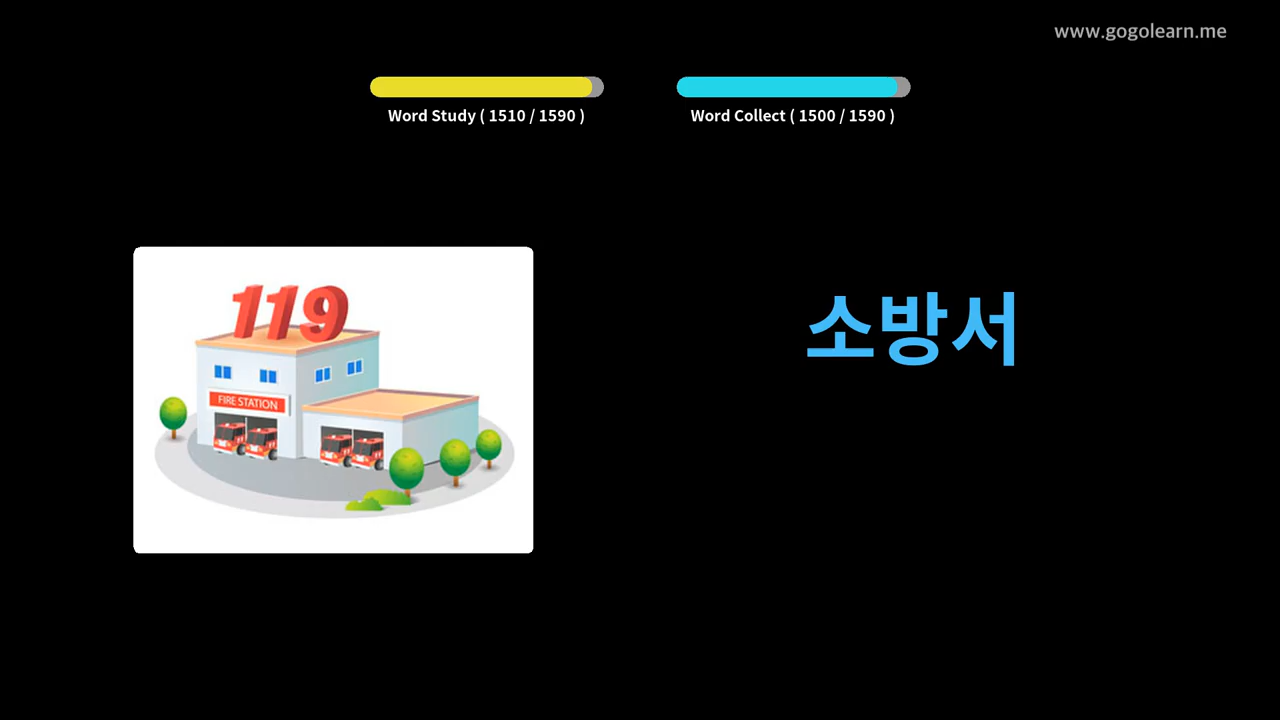 www.gogolearn.me
Word Study ( 1510 / 1590 )
Word Collect ( 1500 / 1590 )
119
FIRE STATION
소방서